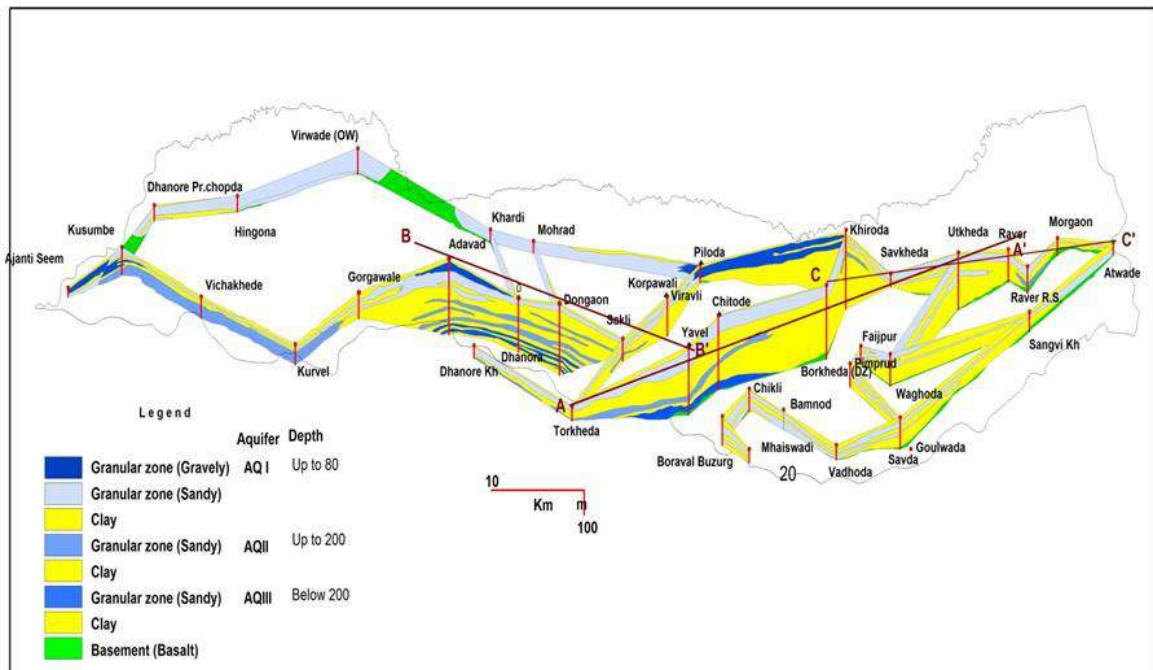 Virwade (OW)
Dhanore Pr.chopda
Hingona
Kusumbe
Ajanti Seem
Vichakhede
Kurvel
Gorgawale
B
Adavad
Khardi
Mohrad
Korpawali
Piloda
Viravli
Khiroda
Savkheda
Utkheda
Raver
A'
Morgaon
C'
Atwade
Raver R.S.
Sangvi Kh
C
Chitode
Dongaon
Sakli
Yavel
B'
Dhanora
Dhanore Kh
A
Torkheda
Borkheda (DZ)
Faijpur
Pimprud
Waghoda
Chikli
Bamnod
Mhaiswadi
Boraval Buzurg
Vadhoda
Savda
Goulwada
20
10
Km m
100
Legend
Aquifer Depth
Granular zone (Gravely) AQ I Up to 80
Granular zone (Sandy)
Clay
Granular zone (Sandy) AQII Up to 200
Clay
Granular zone (Sandy) AQIII Below 200
Clay
Basement (Basalt)